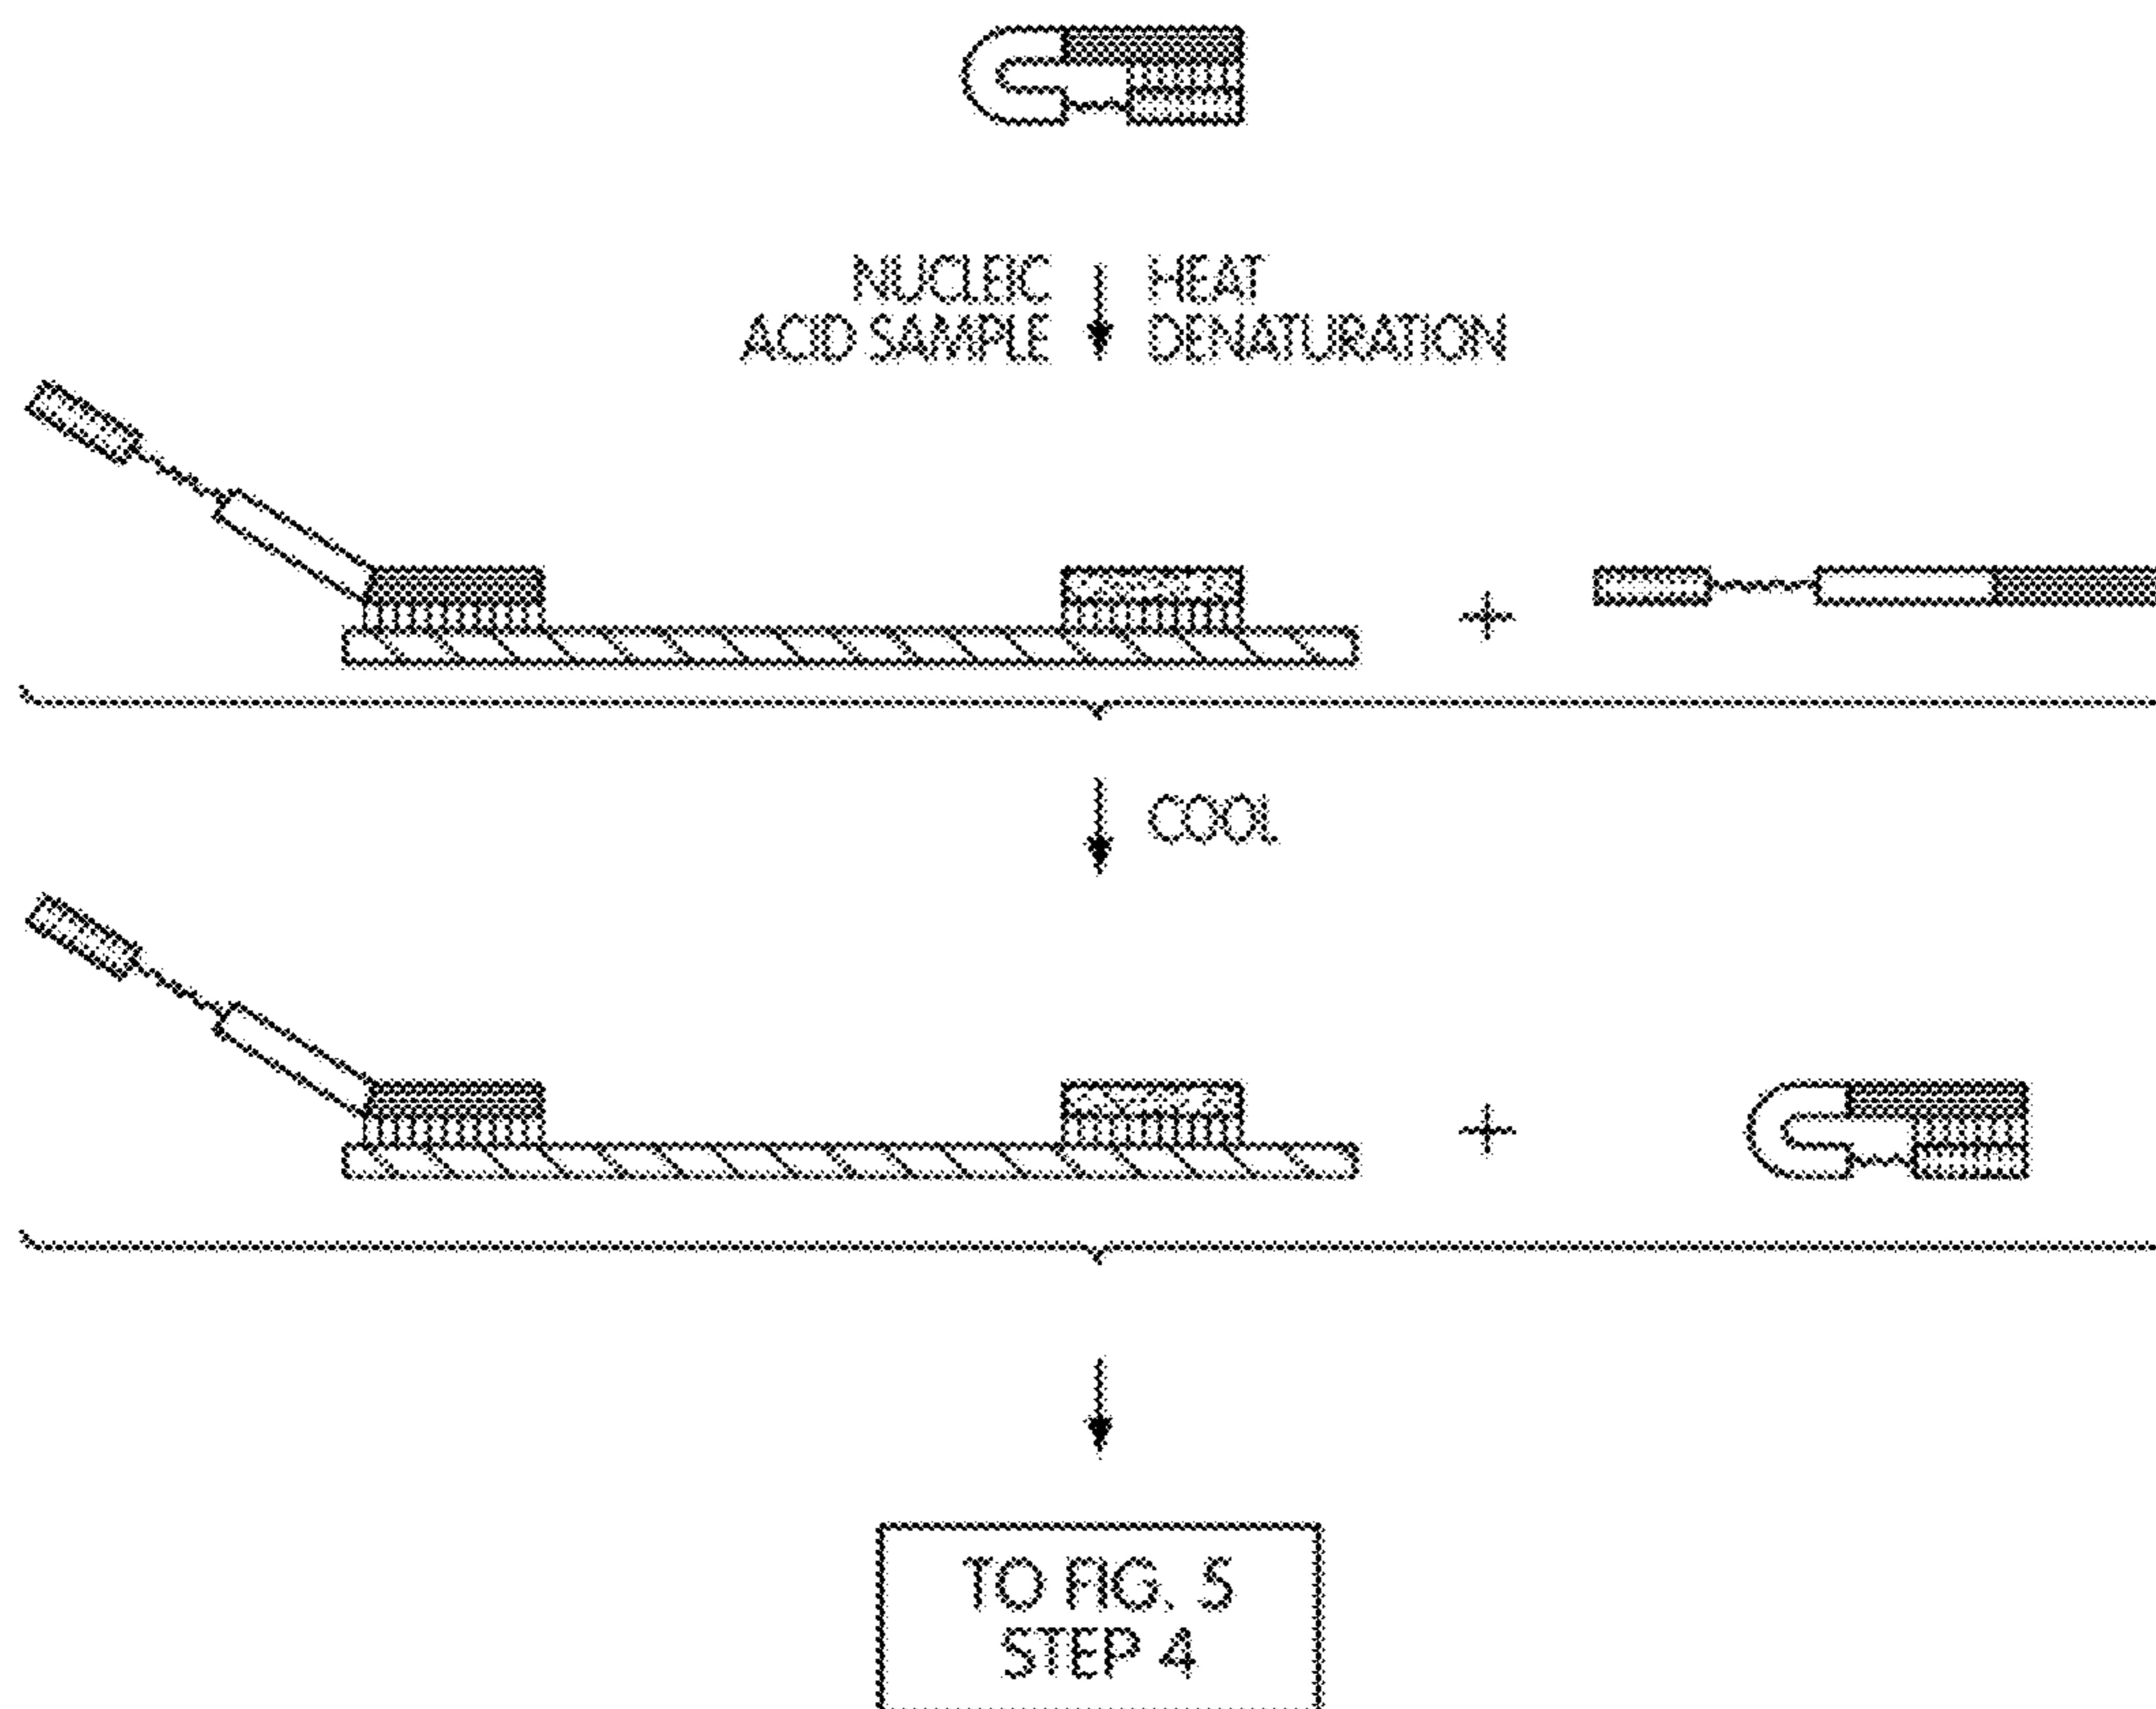 NUCLEIC
ACID SAMPLE
HEAT
DENATURATION
COOL
TO FIG. 5
STEP 4